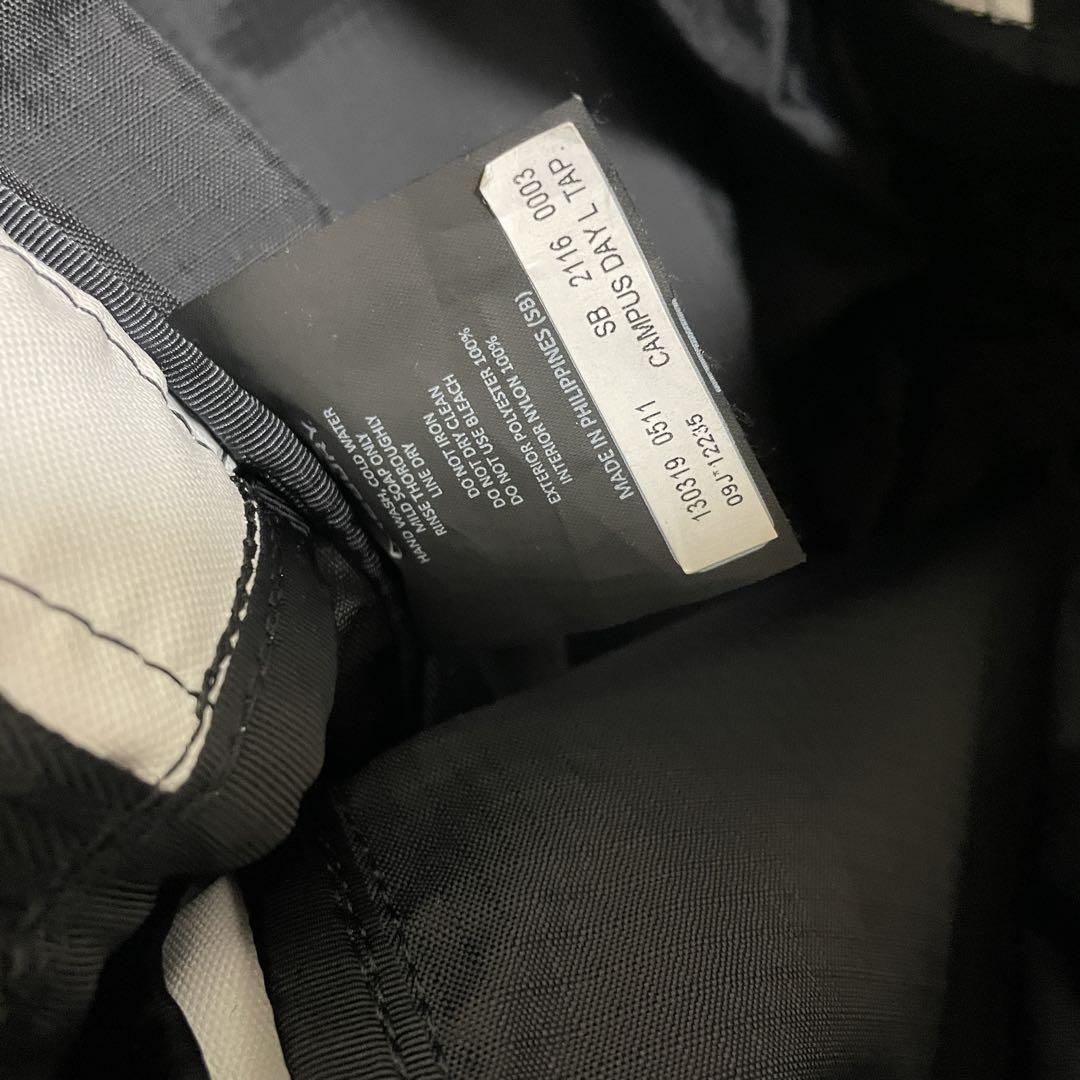 HAND WASH, COLD WATER
MILD SOAP ONLY
RINSE THOROUGHLY
LINE DRY
DO NOT IRON
DO NOT DRY CLEAN
DO NOT USE BLEACH
EXTERIOR POLYESTER 100%
INTERIOR NYLON 100%
MADE IN PHILIPPINES (SB)
SB 2116 0003
CAMPUS DAY L TAP.
130319 0511
09J*12235